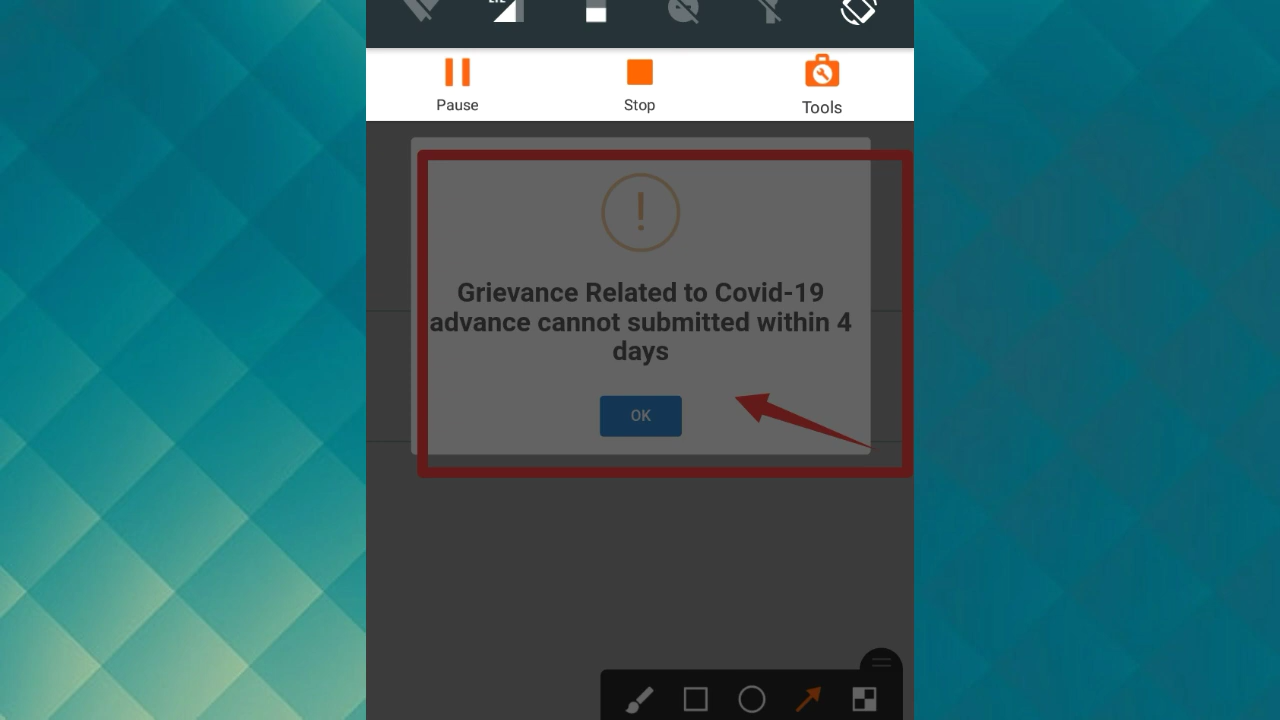 Pause
Stop
Tools
Grievance Related to Covid-19
advance cannot submitted within 4
days
OK